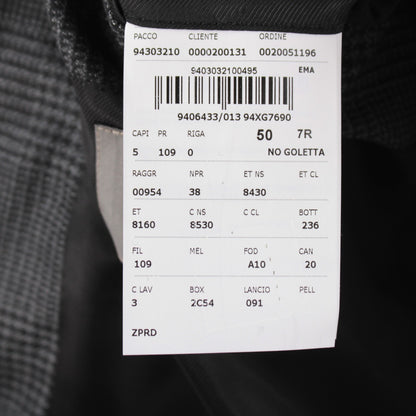 PACCO CLIENTE ORDINE
94303210 0000200131 0020051196
9403032100495 EMA
9406433/013 94XG7690
CAPI PR RIGA 50 7R
5 109 0 NO GOLETTA
RAGGR NPR ET NS ET CL
00954 38 8430
ET C NS C CL BOTT
8160 8530 236
FIL MEL FOD CAN
109 A10 20
C LAV BOX LANCIO PELL
3 2C54 091
ZPRD